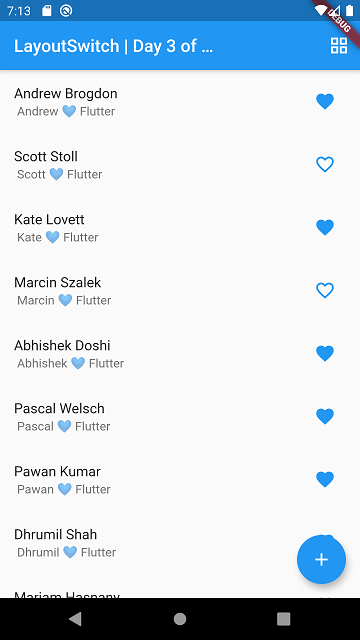 7:13
DEBUG
LayoutSwitch | Day 3 of ...
Andrew Brogdon
Andrew 💙 Flutter
Scott Stoll
Scott 💙 Flutter
Kate Lovett
Kate 💙 Flutter
Marcin Szalek
Marcin 💙 Flutter
Abhishek Doshi
Abhishek 💙 Flutter
Pascal Welsch
Pascal 💙 Flutter
Pawan Kumar
Pawan 💙 Flutter
Dhrumil Shah
Dhrumil 💙 Flutter
Mariam Hasnany